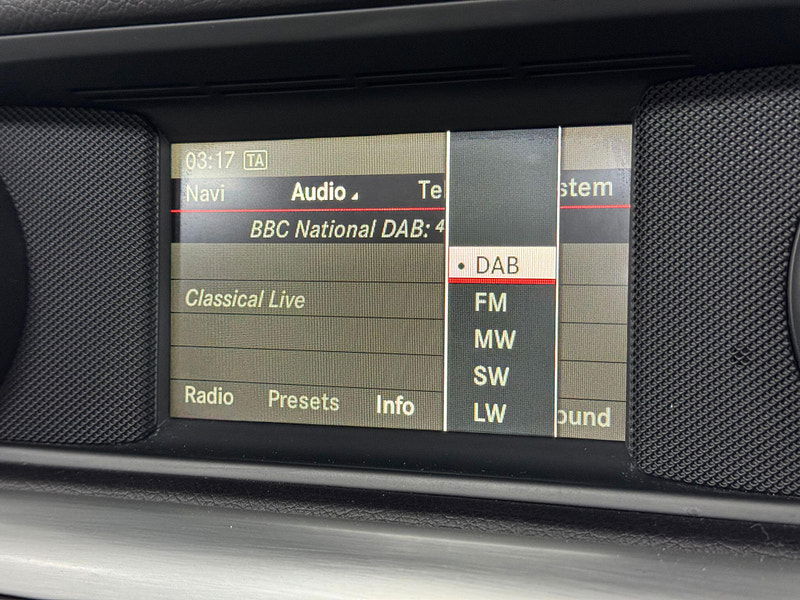 03:17 TA
Navi Audio Te stem
BBC National DAB: 4
DAB
Classical Live
FM
MW
SW
Radio Presets Info ound
LW